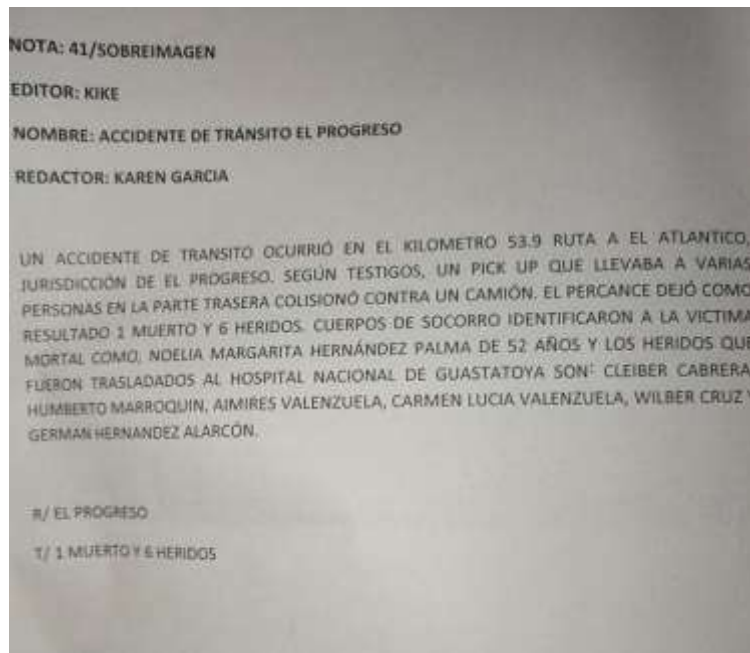 NOTA: 41/SOBREIMAGEN
EDITOR: KIKE
NOMBRE: ACCIDENTE DE TRÁNSITO EL PROGRESO
REDACTOR: KAREN GARCIA
UN ACCIDENTE DE TRANSITO OCURRIÓ EN EL KILOMETRO 53.9 RUTA A EL ATLANTICO,
JURISDICCIÓN DE EL PROGRESO. SEGÚN TESTIGOS, UN PICK UP QUE LLEVABA A VARIAS
PERSONAS EN LA PARTE TRASERA COLISIONÓ CONTRA UN CAMIÓN. EL PERCANCE DEJÓ COMO
RESULTADO 1 MUERTO Y 6 HERIDOS. CUERPOS DE SOCORRO IDENTIFICARON A LA VICTIMA
MORTAL COMO, NOELIA MARGARITA HERNÁNDEZ PALMA DE 52 AÑOS Y LOS HERIDOS QUE
FUERON TRASLADADOS AL HOSPITAL NACIONAL DE GUASTATOYA SON: CLEIBER CABRERA,
HUMBERTO MARROQUIN, AIMIRES VALENZUELA, CARMEN LUCIA VALENZUELA, WILBER CRUZ Y
GERMAN HERNANDEZ ALARCÓN.
R/ EL PROGRESO
T/ 1 MUERTO Y 6 HERIDOS